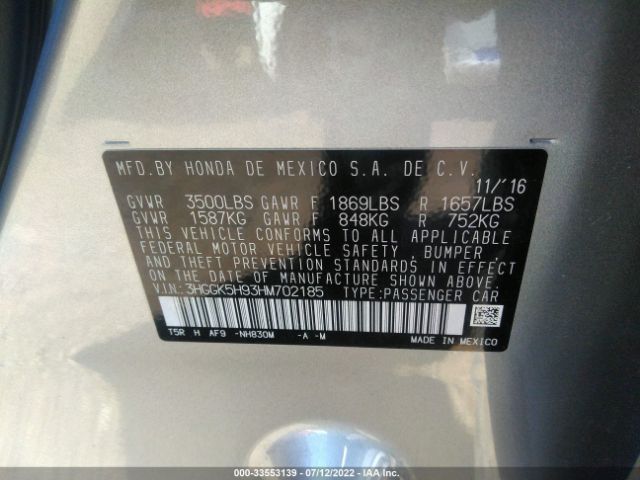 MFD.BY HONDA DE MEXICO S.A. DE C.V.
11/'16
GVWR 3500LBS GAWR F 1869LBS R 1657LBS
GVWR 1587KG GAWR F 848KG R 752KG
THIS VEHICLE CONFORMS TO ALL APPLICABLE
FEDERAL MOTOR VEHICLE SAFETY , BUMPER ,
AND THEFT PREVENTION STANDARDS IN EFFECT
ON THE DATE OF MANUFACTURE SHOWN ABOVE.
V.IN:3HGGK5H93HM702185 TYPE:PASSENGER CAR
T5R H AF9 -NH830M -A -M
MADE IN MEXICO
000-33553139 - 07/12/2022 - IAA Inc.